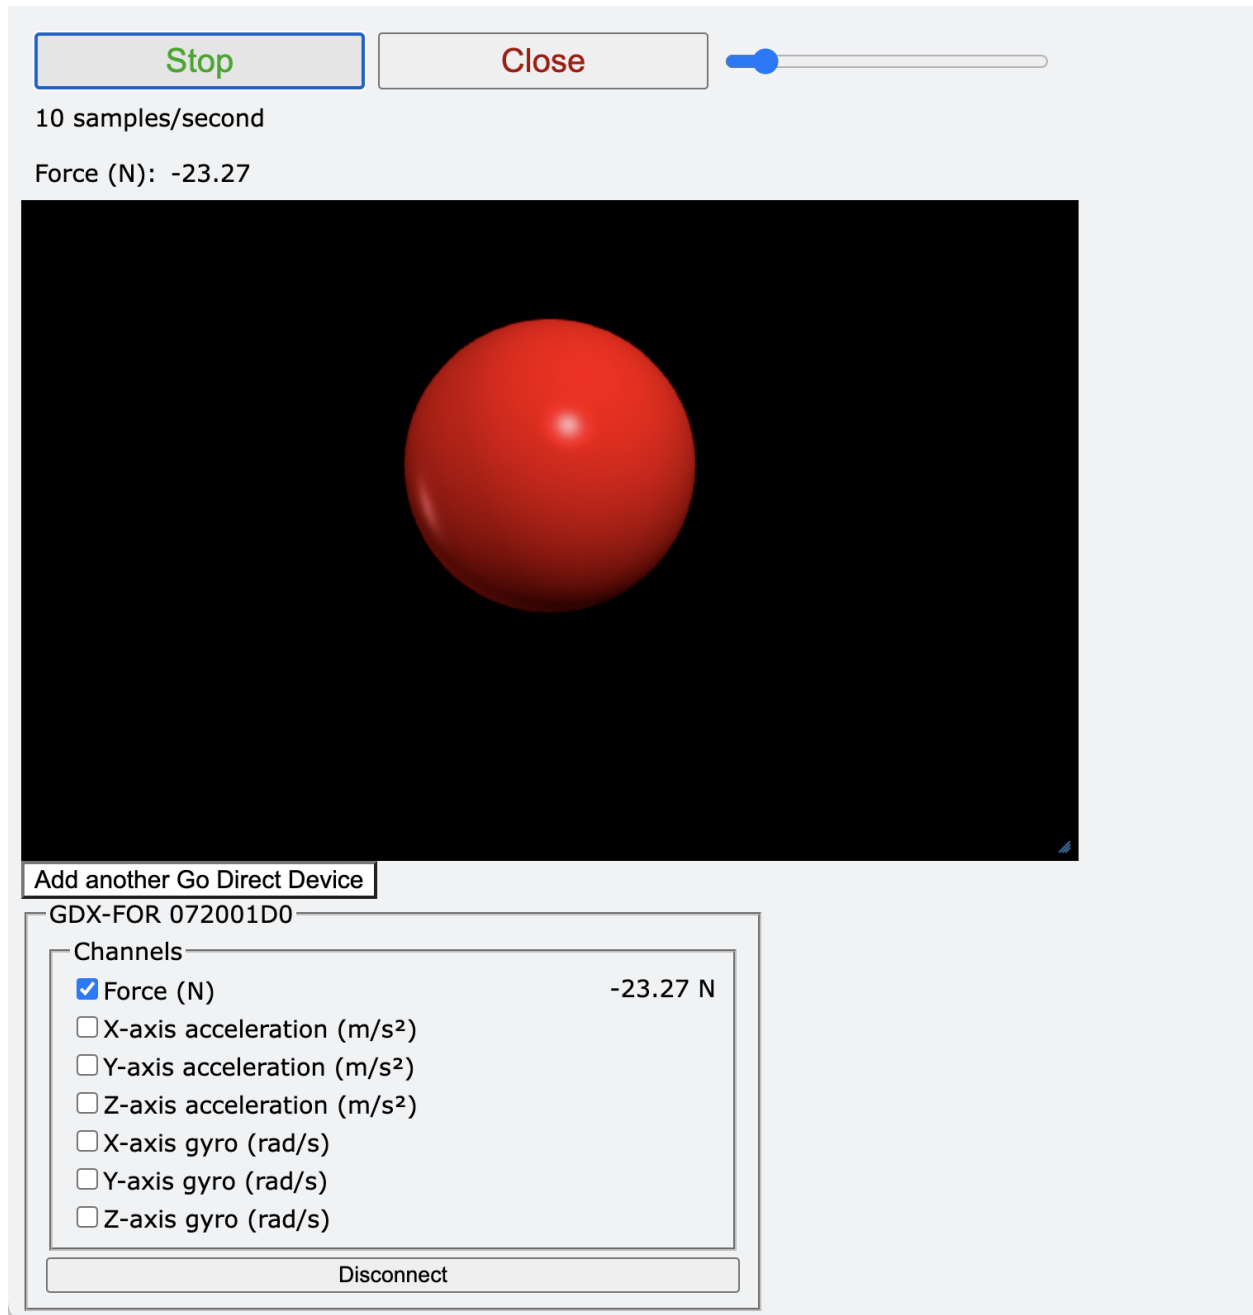 Stop Close
10 samples/second
Force (N): -23.27
Add another Go Direct Device
GDX-FOR 072001D0
Channels
Force (N) -23.27 N
X-axis acceleration (m/s²)
Y-axis acceleration (m/s²)
Z-axis acceleration (m/s²)
X-axis gyro (rad/s)
Y-axis gyro (rad/s)
Z-axis gyro (rad/s)
Disconnect